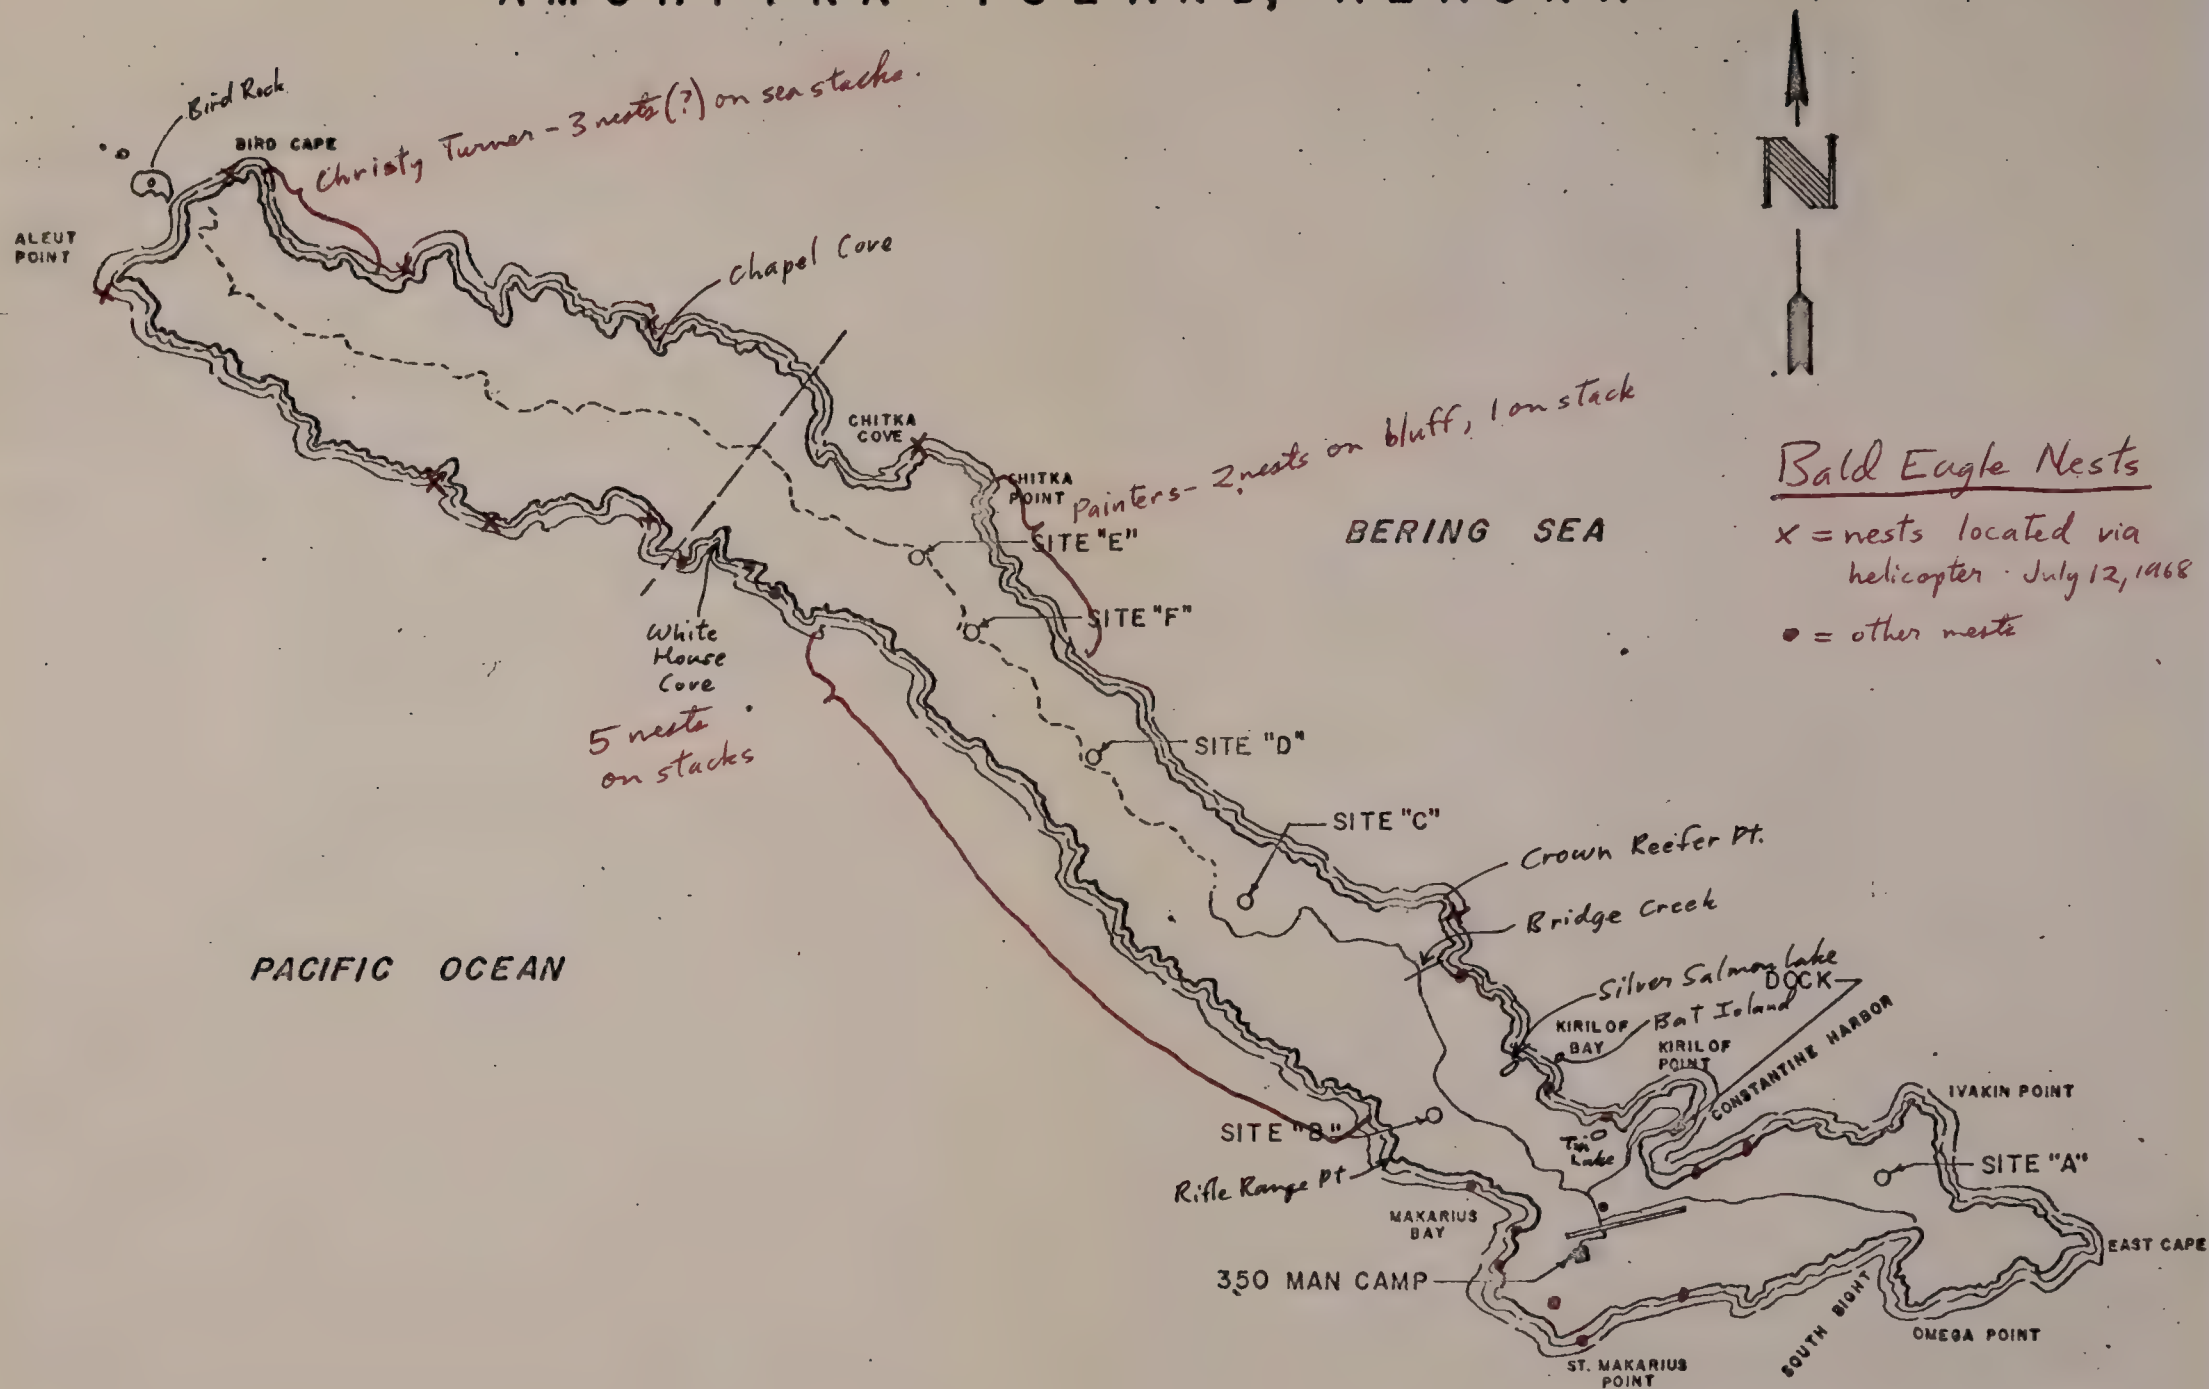 AMCHITKA ISLAND, ALASKA
Bird Rock
BIRD CAPE
Christy Turner - 3 nests(?) on sea stacks.
N
ALEUT
POINT
Chapel Cove
CHITKA
COVE
CHITKA
POINT
Painters - 2 nests on bluff, 1 on stack
Bald Eagle Nests
x = nests located via
helicopter · July 12, 1968
• = other nests
BERING SEA
SITE "E"
SITE "F"
White
House
Cove
5 nests
on stacks
SITE "D"
SITE "C"
Crown Reefer Pt.
Bridge Creek
PACIFIC OCEAN
Silver Salmon Lake
DOCK
Bat Island
KIRILOF
BAY
KIRILOF
POINT
CONSTANTINE HARBOR
IVAKIN POINT
SITE "B"
Lake
SITE "A"
Rifle Range Pt
MAKARIUS
BAY
EAST CAPE
350 MAN CAMP
SOUTH BIGHT
OMEGA POINT
ST. MAKARIUS
POINT